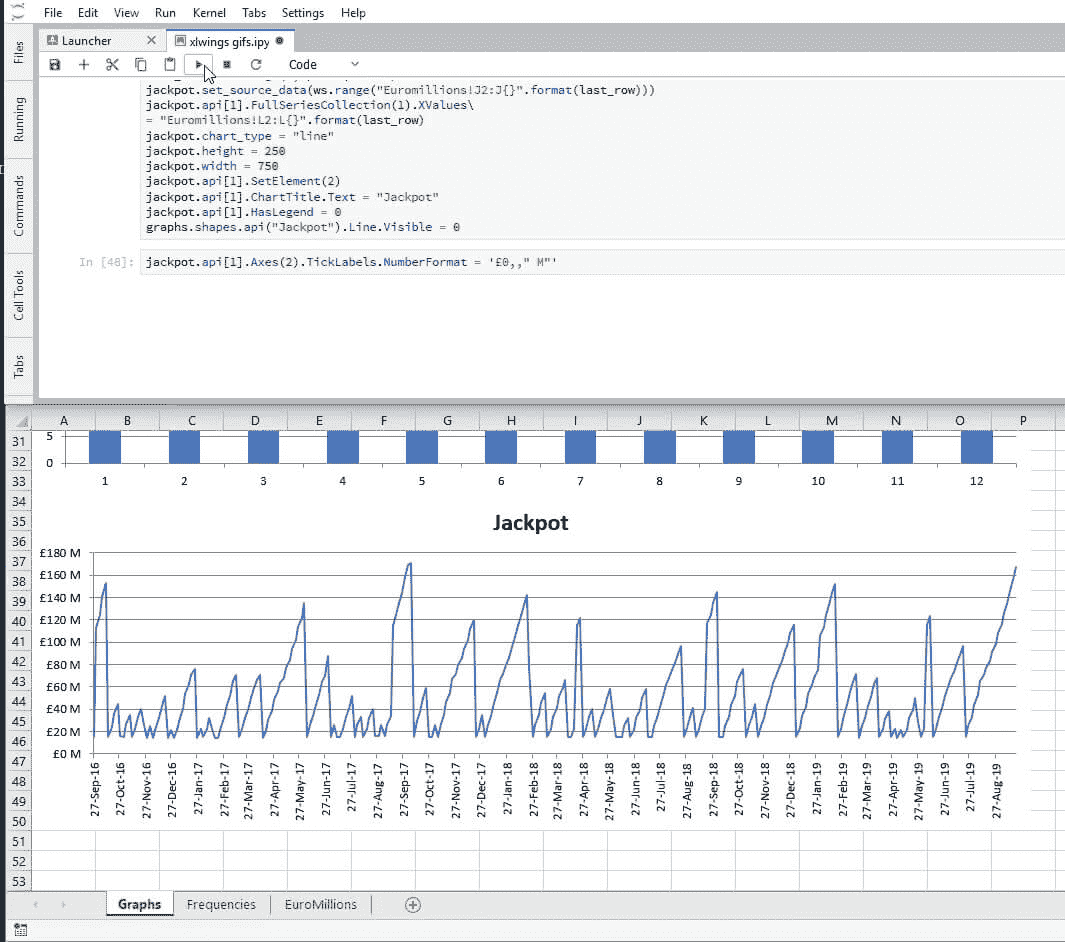 File Edit View Run Kernel Tabs Settings Help
Launcher
xlwings gifs.ipy
Code
Files
Running
Commands
Cell Tools
Tabs
jackpot.set_source_data(ws.range("Euromillions!J2:J{}".format(last_row)))
jackpot.api[1].FullSeriesCollection(1).XValues\
= "Euromillions!L2:L{}".format(last_row)
jackpot.chart_type = "line"
jackpot.height = 250
jackpot.width = 750
jackpot.api[1].SetElement(2)
jackpot.api[1].ChartTitle.Text = "Jackpot"
jackpot.api[1].HasLegend = 0
graphs.shapes.api("Jackpot").Line.Visible = 0
In [48]: jackpot.api[1].Axes(2).TickLabels.NumberFormat = '£0,," M"'
A B C D E F G H I J K L M N O P
31
32
33
34
35
36
37
38
39
40
41
42
43
44
45
46
47
48
49
50
51
52
53
5
0
1 2 3 4 5 6 7 8 9 10 11 12
Jackpot
£180 M
£160 M
£140 M
£120 M
£100 M
£80 M
£60 M
£40 M
£20 M
£0 M
27-Sep-16
27-Oct-16
27-Nov-16
27-Dec-16
27-Jan-17
27-Feb-17
27-Mar-17
27-Apr-17
27-May-17
27-Jun-17
27-Jul-17
27-Aug-17
27-Sep-17
27-Oct-17
27-Nov-17
27-Dec-17
27-Jan-18
27-Feb-18
27-Mar-18
27-Apr-18
27-May-18
27-Jun-18
27-Jul-18
27-Aug-18
27-Sep-18
27-Oct-18
27-Nov-18
27-Dec-18
27-Jan-19
27-Feb-19
27-Mar-19
27-Apr-19
27-May-19
27-Jun-19
27-Jul-19
27-Aug-19
Graphs Frequencies EuroMillions